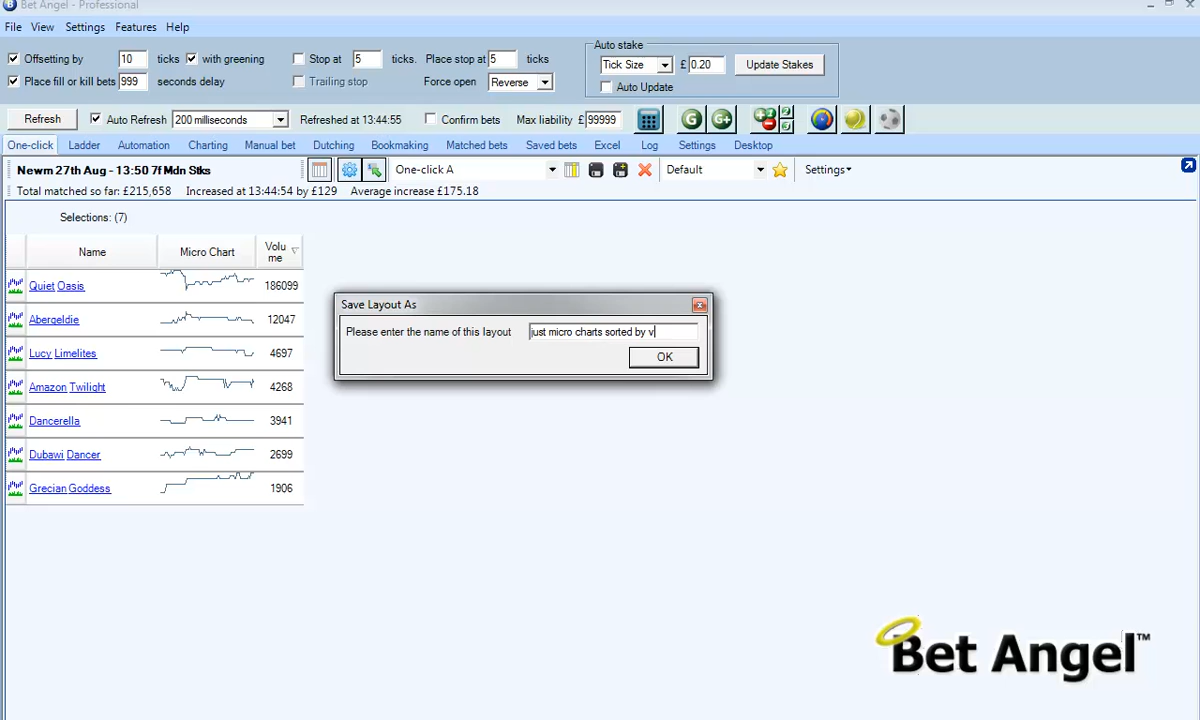 Bet Angel - Professional
File View Settings Features Help
Offsetting by 10 ticks with greening Stop at 5 ticks. Place stop at 5 ticks
Place fill or kill bets 999 seconds delay Trailing stop Force open Reverse
Auto stake
Tick Size £ 0.20 Update Stakes
Auto Update
Refresh Auto Refresh 200 milliseconds Refreshed at 13:44:55 Confirm bets Max liability £ 99999 G G+
One-click Ladder Automation Charting Manual bet Dutching Bookmaking Matched bets Saved bets Excel Log Settings Desktop
Newm 27th Aug - 13:50 7f Mdn Stks One-click A Default Settings
Total matched so far: £215,658 Increased at 13:44:54 by £129 Average increase £175.18
Selections: (7)
Name Micro Chart Volu
me
Quiet Oasis 186099
Abergeldie 12047
Lucy Limelites 4697
Amazon Twilight 4268
Dancerella 3941
Dubawi Dancer 2699
Grecian Goddess 1906
Save Layout As
Please enter the name of this layout just micro charts sorted by v
OK
Bet Angel™